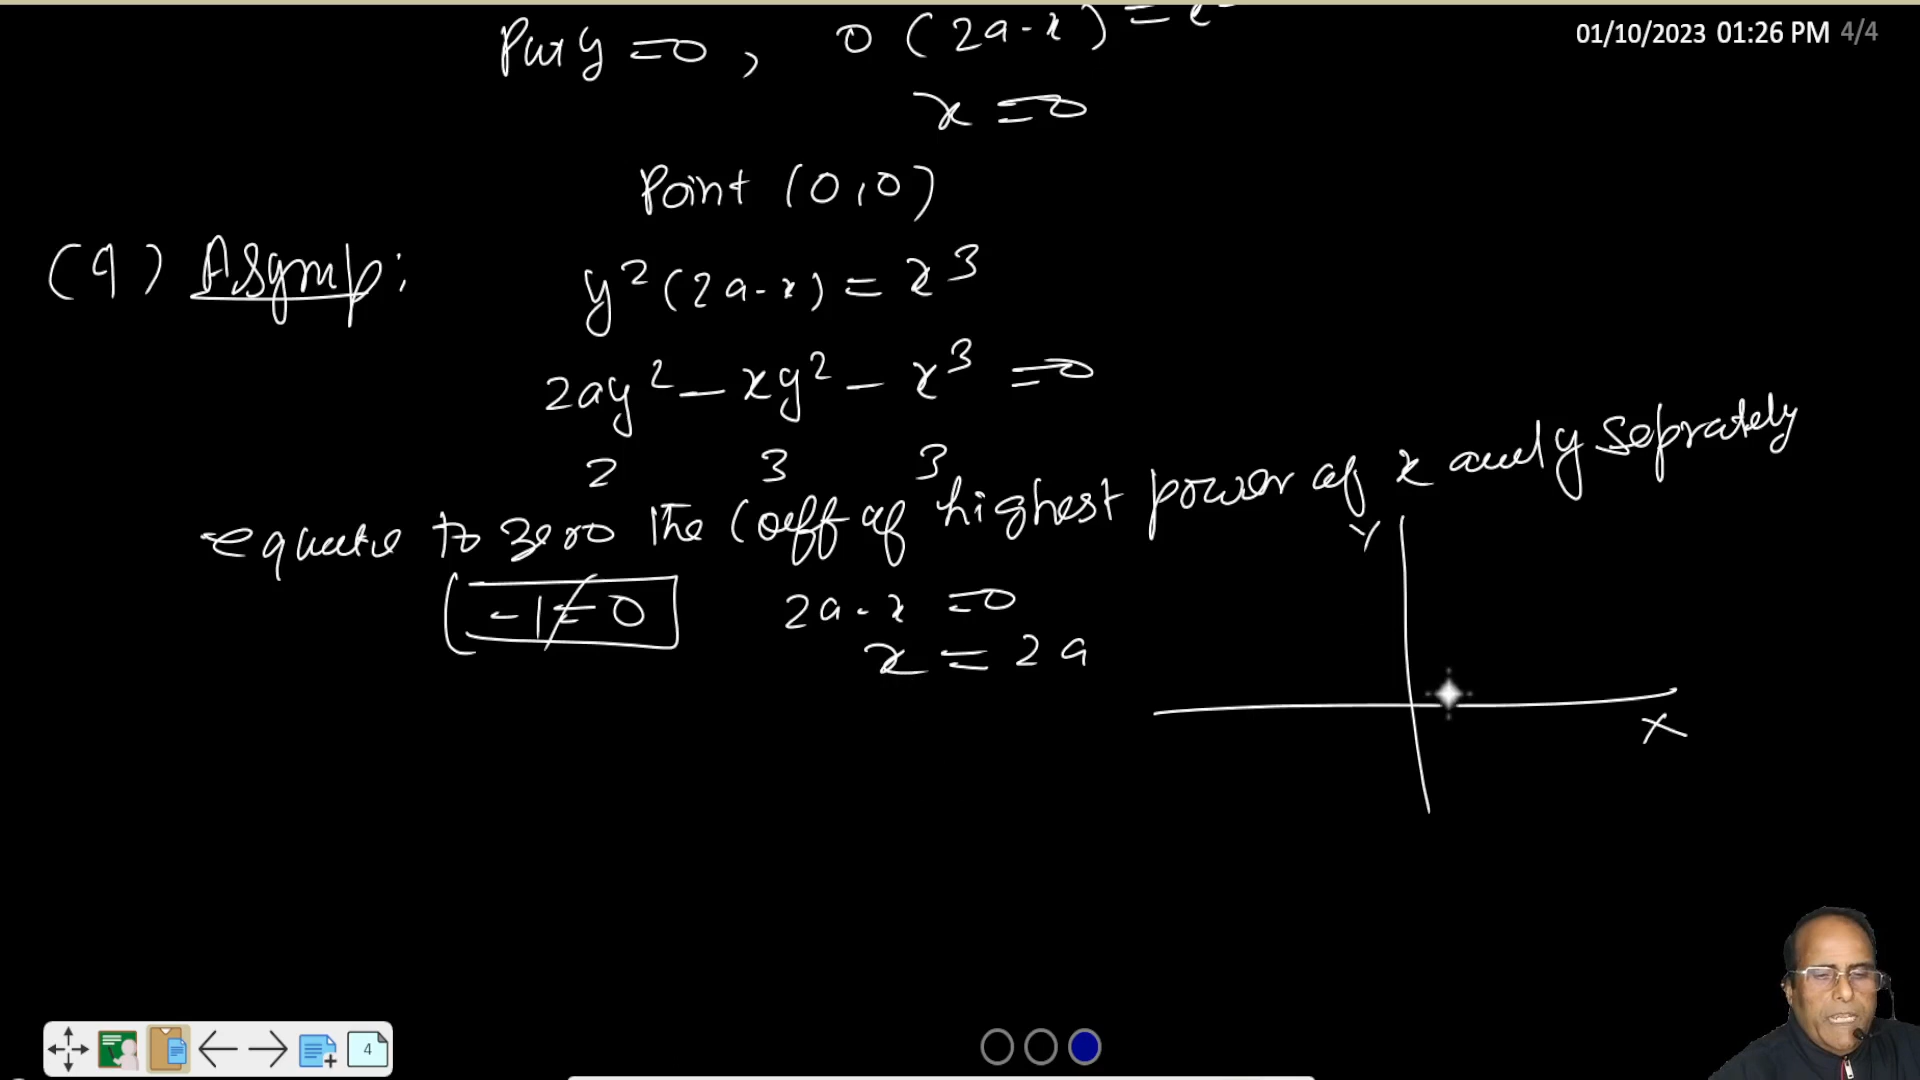 01/10/2023 01:26 PM 4/4
Put y = 0, 0 (2a - x) =
x = 0
Point (0,0)
(4) Asymp:
y² (2a - x) = x³
2ay² - xy² - x³ = 0
2 3 3
equate to zero the Coeff of highest power of x and y seprately
-1 ≠ 0 2a - x = 0
x = 2a
Y
X
4